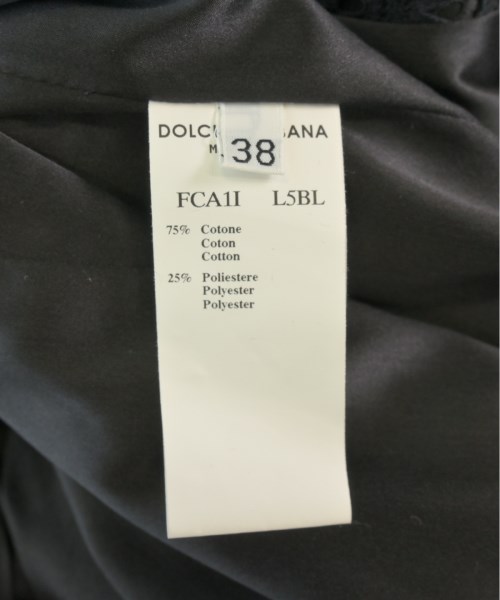 DOLC ANA
M 38
FCA1I L5BL
75% Cotone
Coton
Cotton
25% Poliestere
Polyester
Polyester